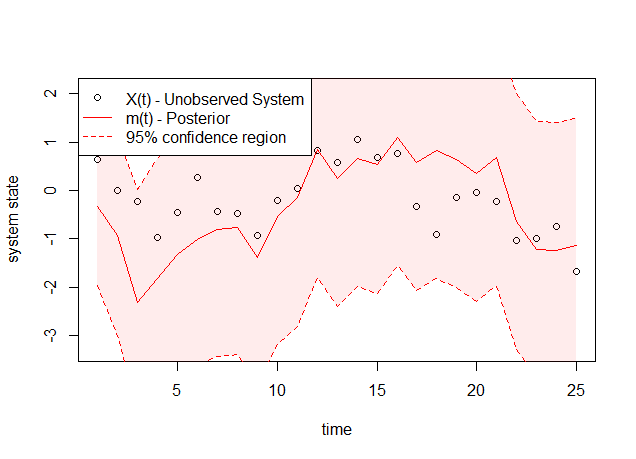 X(t) - Unobserved System
m(t) - Posterior
95% confidence region
2
1
0
-1
-2
-3
system state
5
10
15
20
25
time